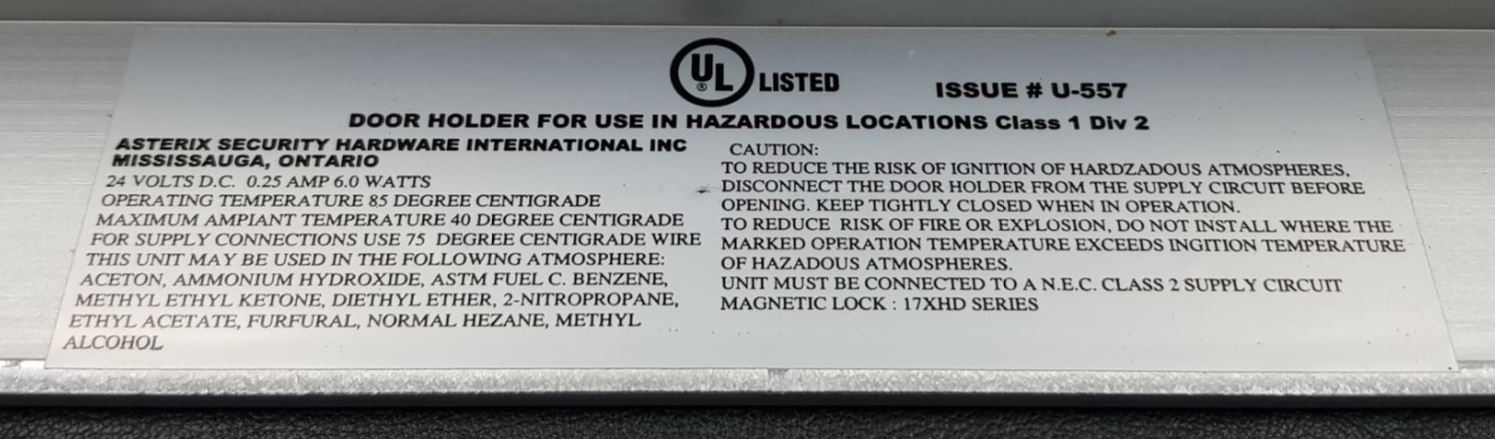 UL® LISTED
ISSUE # U-557
DOOR HOLDER FOR USE IN HAZARDOUS LOCATIONS Class 1 Div 2
ASTERIX SECURITY HARDWARE INTERNATIONAL INC
MISSISSAUGA, ONTARIO
24 VOLTS D.C. 0.25 AMP 6.0 WATTS
OPERATING TEMPERATURE 85 DEGREE CENTIGRADE
MAXIMUM AMPIANT TEMPERATURE 40 DEGREE CENTIGRADE
FOR SUPPLY CONNECTIONS USE 75 DEGREE CENTIGRADE WIRE
THIS UNIT MAY BE USED IN THE FOLLOWING ATMOSPHERE:
ACETON, AMMONIUM HYDROXIDE, ASTM FUEL C. BENZENE,
METHYL ETHYL KETONE, DIETHYL ETHER, 2-NITROPROPANE,
ETHYL ACETATE, FURFURAL, NORMAL HEZANE, METHYL
ALCOHOL
CAUTION:
TO REDUCE THE RISK OF IGNITION OF HARDZADOUS ATMOSPHERES,
DISCONNECT THE DOOR HOLDER FROM THE SUPPLY CIRCUIT BEFORE
OPENING. KEEP TIGHTLY CLOSED WHEN IN OPERATION.
TO REDUCE RISK OF FIRE OR EXPLOSION, DO NOT INSTALL WHERE THE
MARKED OPERATION TEMPERATURE EXCEEDS INGITION TEMPERATURE
OF HAZADOUS ATMOSPHERES.
UNIT MUST BE CONNECTED TO A N.E.C. CLASS 2 SUPPLY CIRCUIT
MAGNETIC LOCK : 17XHD SERIES